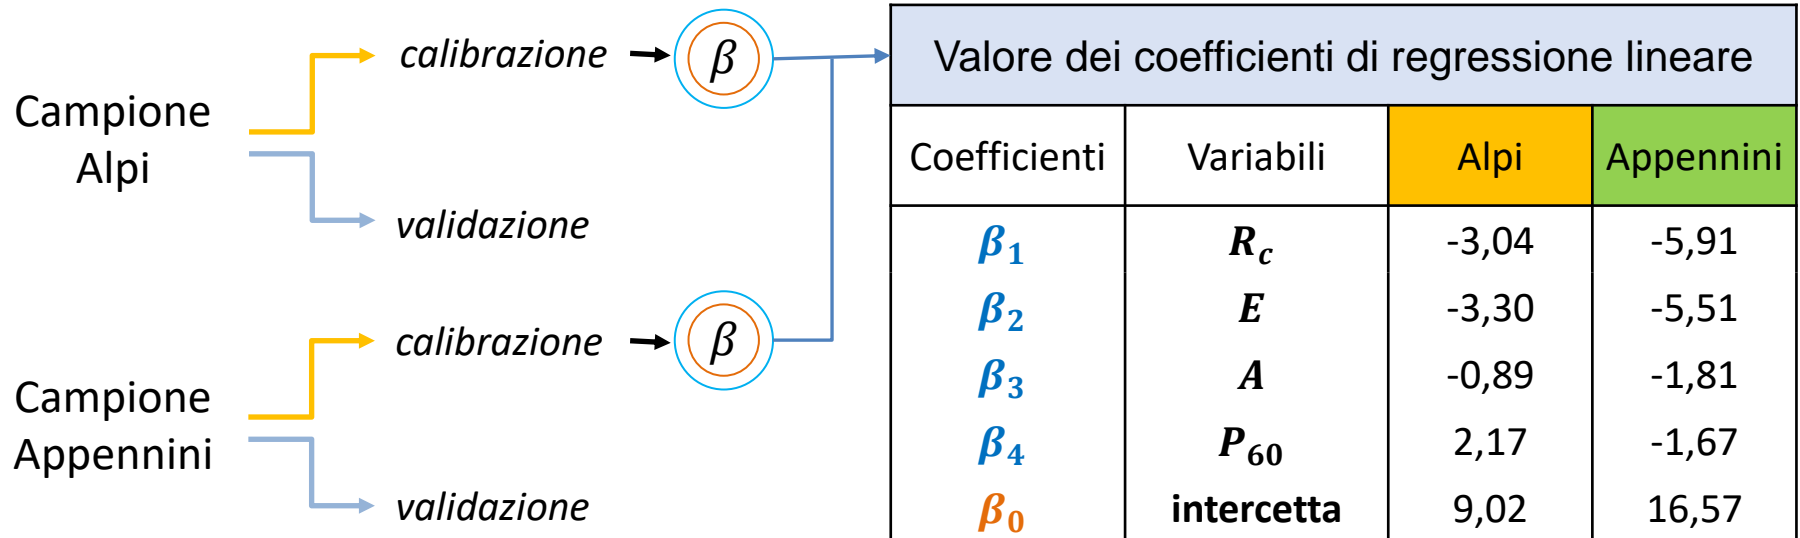 Campione
Alpi
calibrazione
β
validazione
Campione
Appennini
calibrazione
β
validazione
Valore dei coefficienti di regressione lineare
Coefficienti Variabili Alpi Appennini
β₁ R_c -3,04 -5,91
β₂ E -3,30 -5,51
β₃ A -0,89 -1,81
β₄ P₆₀ 2,17 -1,67
β₀ intercetta 9,02 16,57